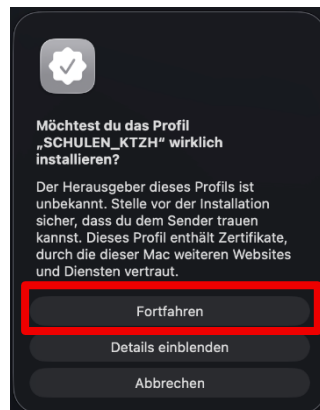 Möchtest du das Profil
„SCHULEN_KTZH“ wirklich
installieren?
Der Herausgeber dieses Profils ist
unbekannt. Stelle vor der Installation
sicher, dass du dem Sender trauen
kannst. Dieses Profil enthält Zertifikate,
durch die dieser Mac weiteren Websites
und Diensten vertraut.
Fortfahren
Details einblenden
Abbrechen